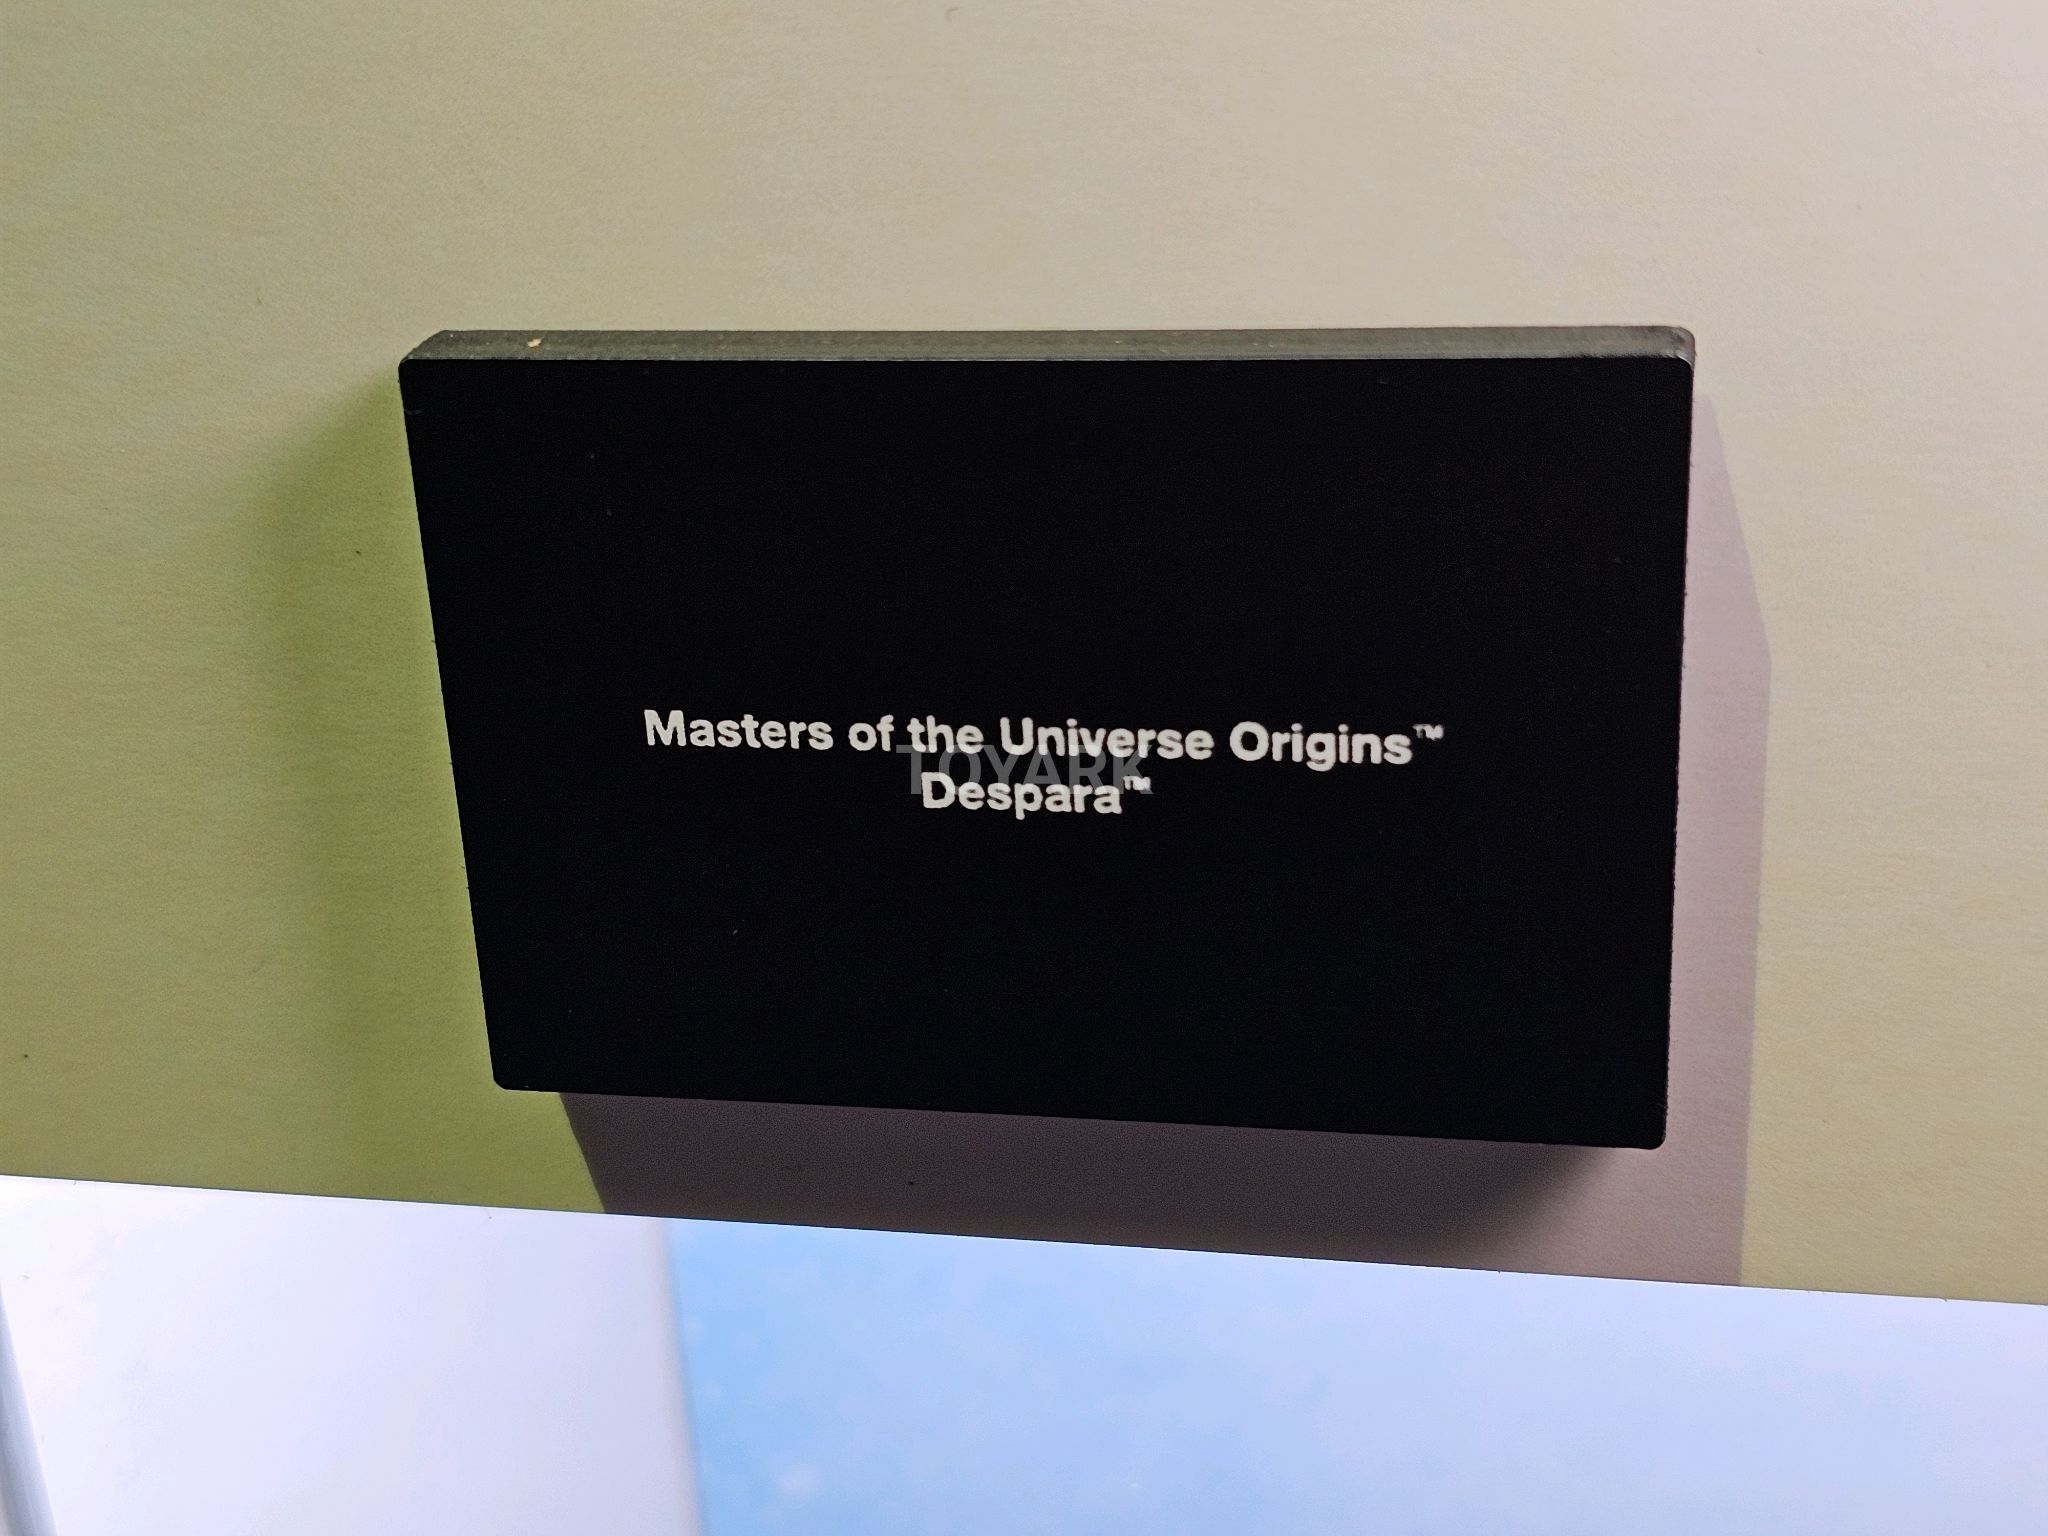 Masters of the Universe Origins™
Despara™
TOYARK